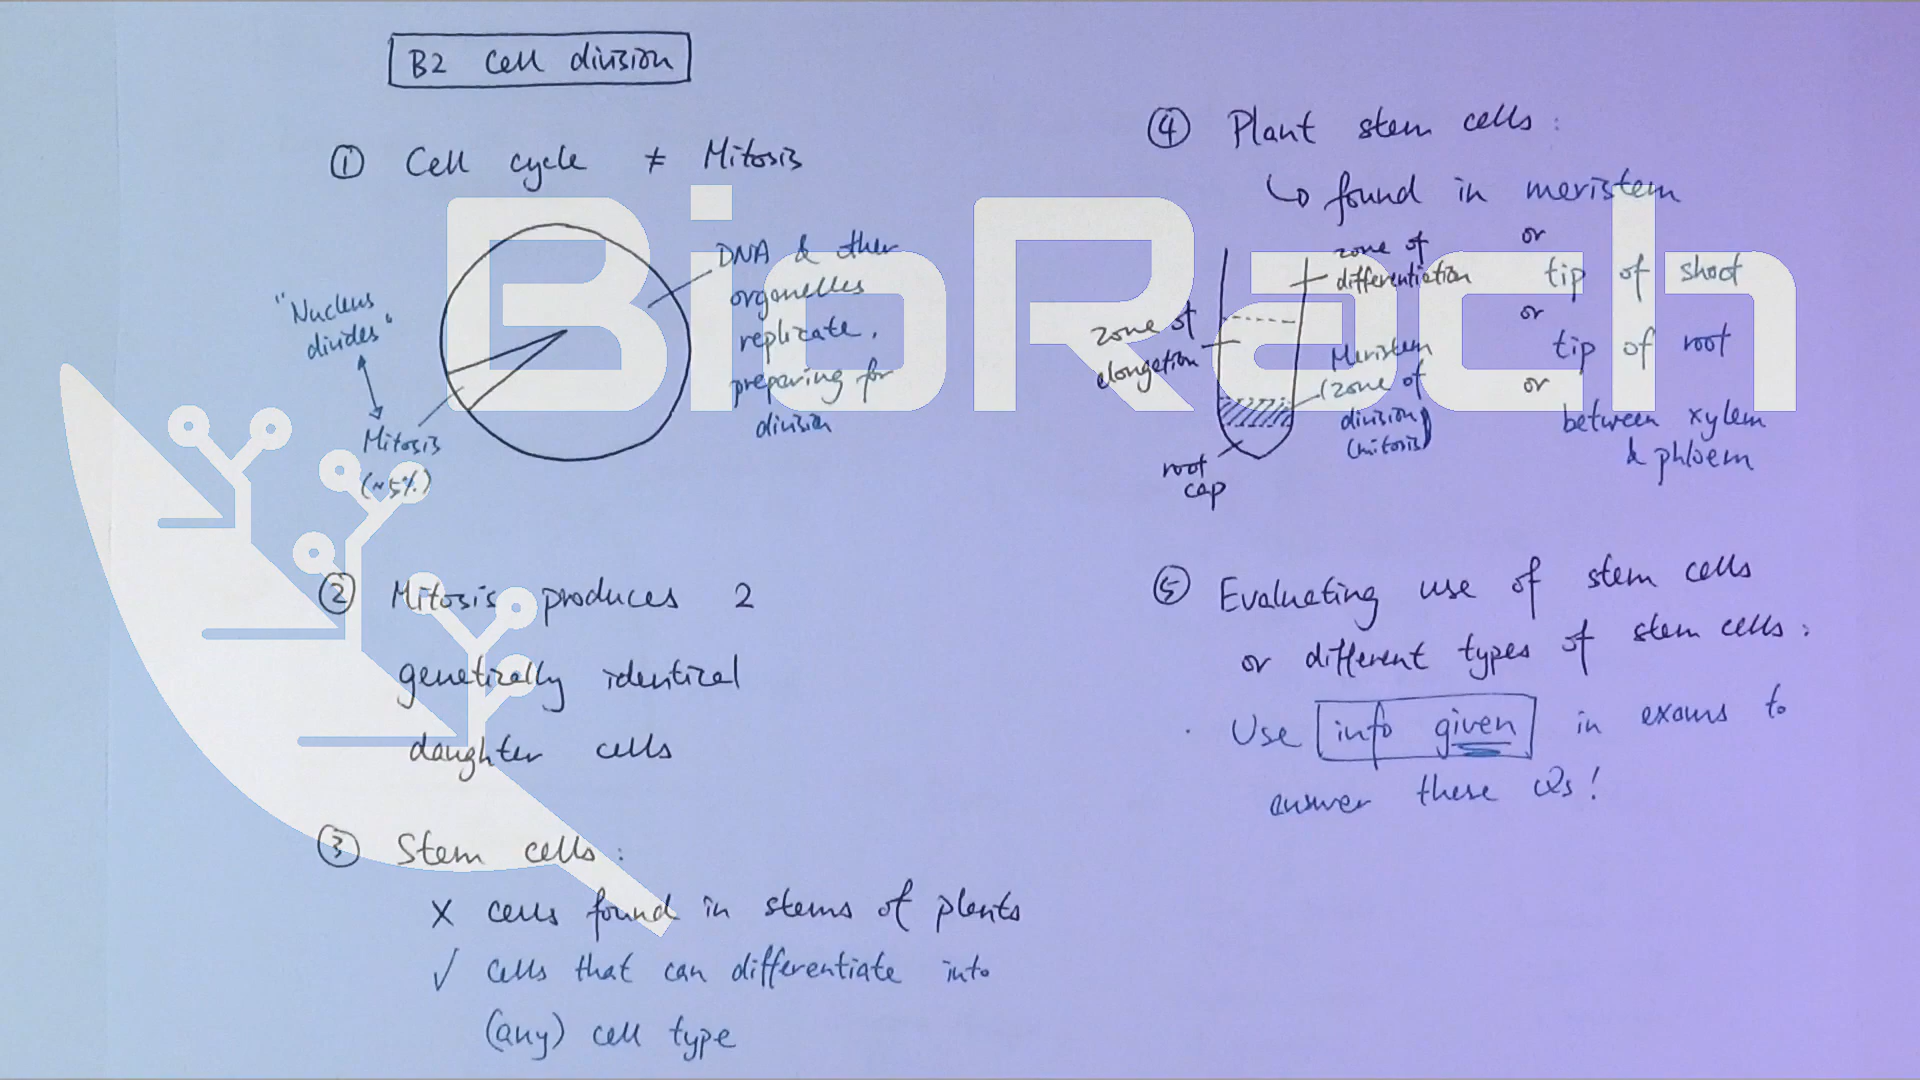 B2 Cell division
① Cell cycle ≠ Mitosis
"Nucleus
divides"
Mitosis
(~5%)
DNA & other
organelles
replicate,
preparing for
division
② Mitosis produces 2
genetically identical
daughter cells
③ Stem cells:
X cells found in stems of plants
✓ cells that can differentiate into
(any) cell type
④ Plant stem cells:
↳ found in meristem
or
tip of shoot
or
tip of root
or
between xylem
& phloem
zone of
differentiation
zone of
elongation
Meristem
(zone of
division)
(mitosis)
root
cap
⑤ Evaluating use of stem cells
or different types of stem cells:
· Use info given in exams to
answer these Qs!
BioRach